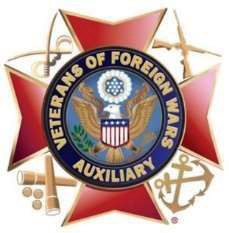 VETERANS OF FOREIGN WARS
AUXILIARY
®